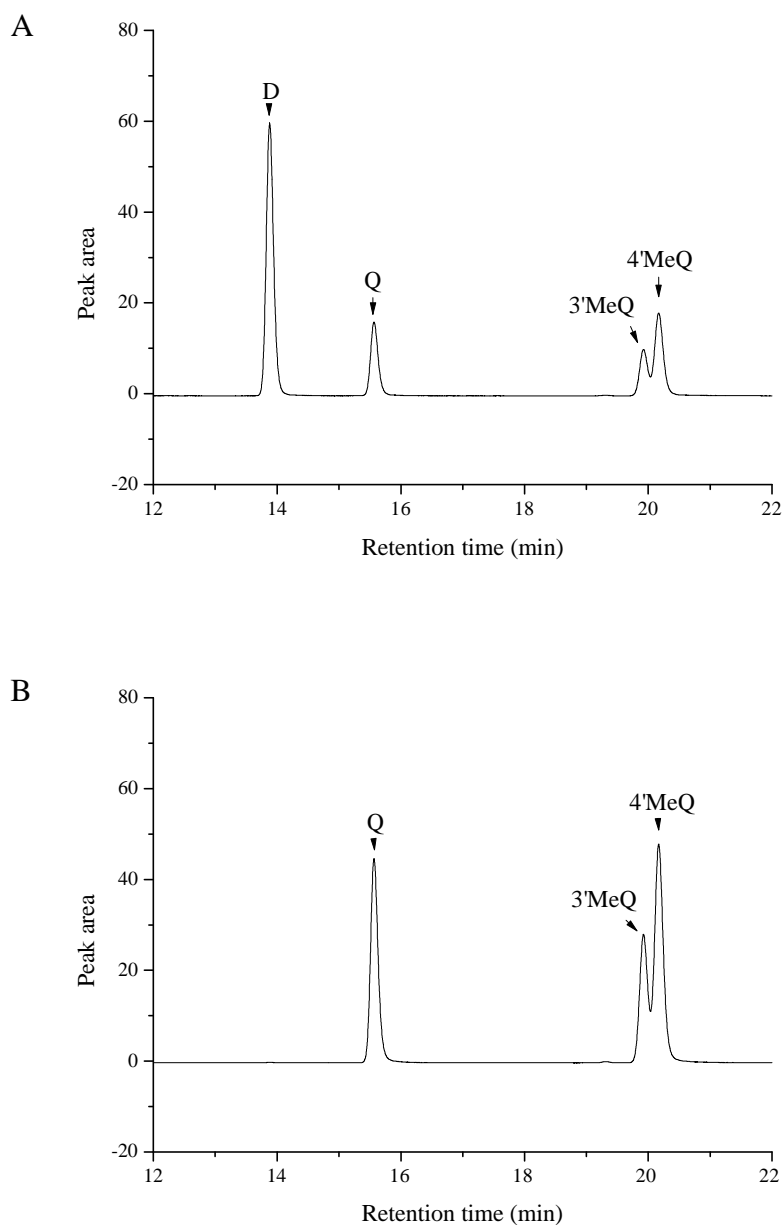 A
80
60
40
20
0
-20
Peak area
D
Q
3'MeQ
4'MeQ
12 14 16 18 20 22
Retention time (min)
B
80
60
40
20
0
-20
Peak area
Q
3'MeQ
4'MeQ
12 14 16 18 20 22
Retention time (min)